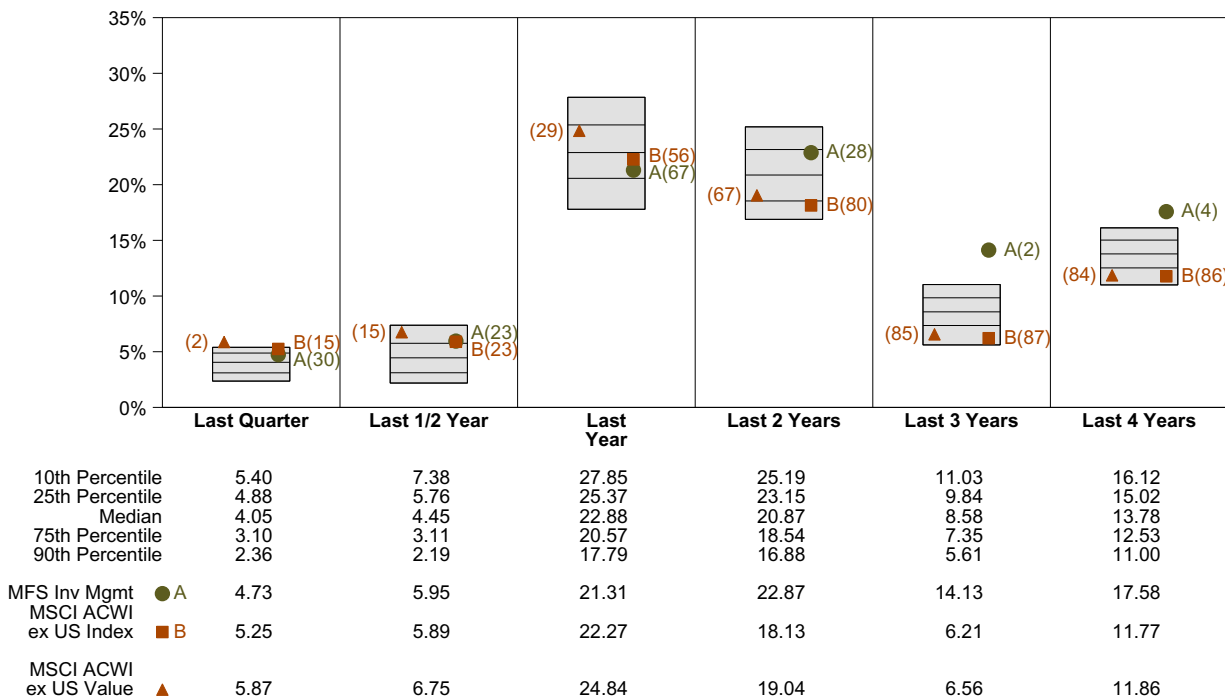 35%
30%
25%
20%
15%
10%
5%
0%
(2)
B(15)
A(30)
(15)
A(23)
B(23)
(29)
B(56)
A(67)
A(28)
(67)
B(80)
A(2)
(85)
B(87)
A(4)
(84)
B(86)
Last Quarter Last 1/2 Year Last Year Last 2 Years Last 3 Years Last 4 Years
10th Percentile 5.40 7.38 27.85 25.19 11.03 16.12
25th Percentile 4.88 5.76 25.37 23.15 9.84 15.02
Median 4.05 4.45 22.88 20.87 8.58 13.78
75th Percentile 3.10 3.11 20.57 18.54 7.35 12.53
90th Percentile 2.36 2.19 17.79 16.88 5.61 11.00
MFS Inv Mgmt A 4.73 5.95 21.31 22.87 14.13 17.58
MSCI ACWI
ex US Index B 5.25 5.89 22.27 18.13 6.21 11.77
MSCI ACWI
ex US Value 5.87 6.75 24.84 19.04 6.56 11.86